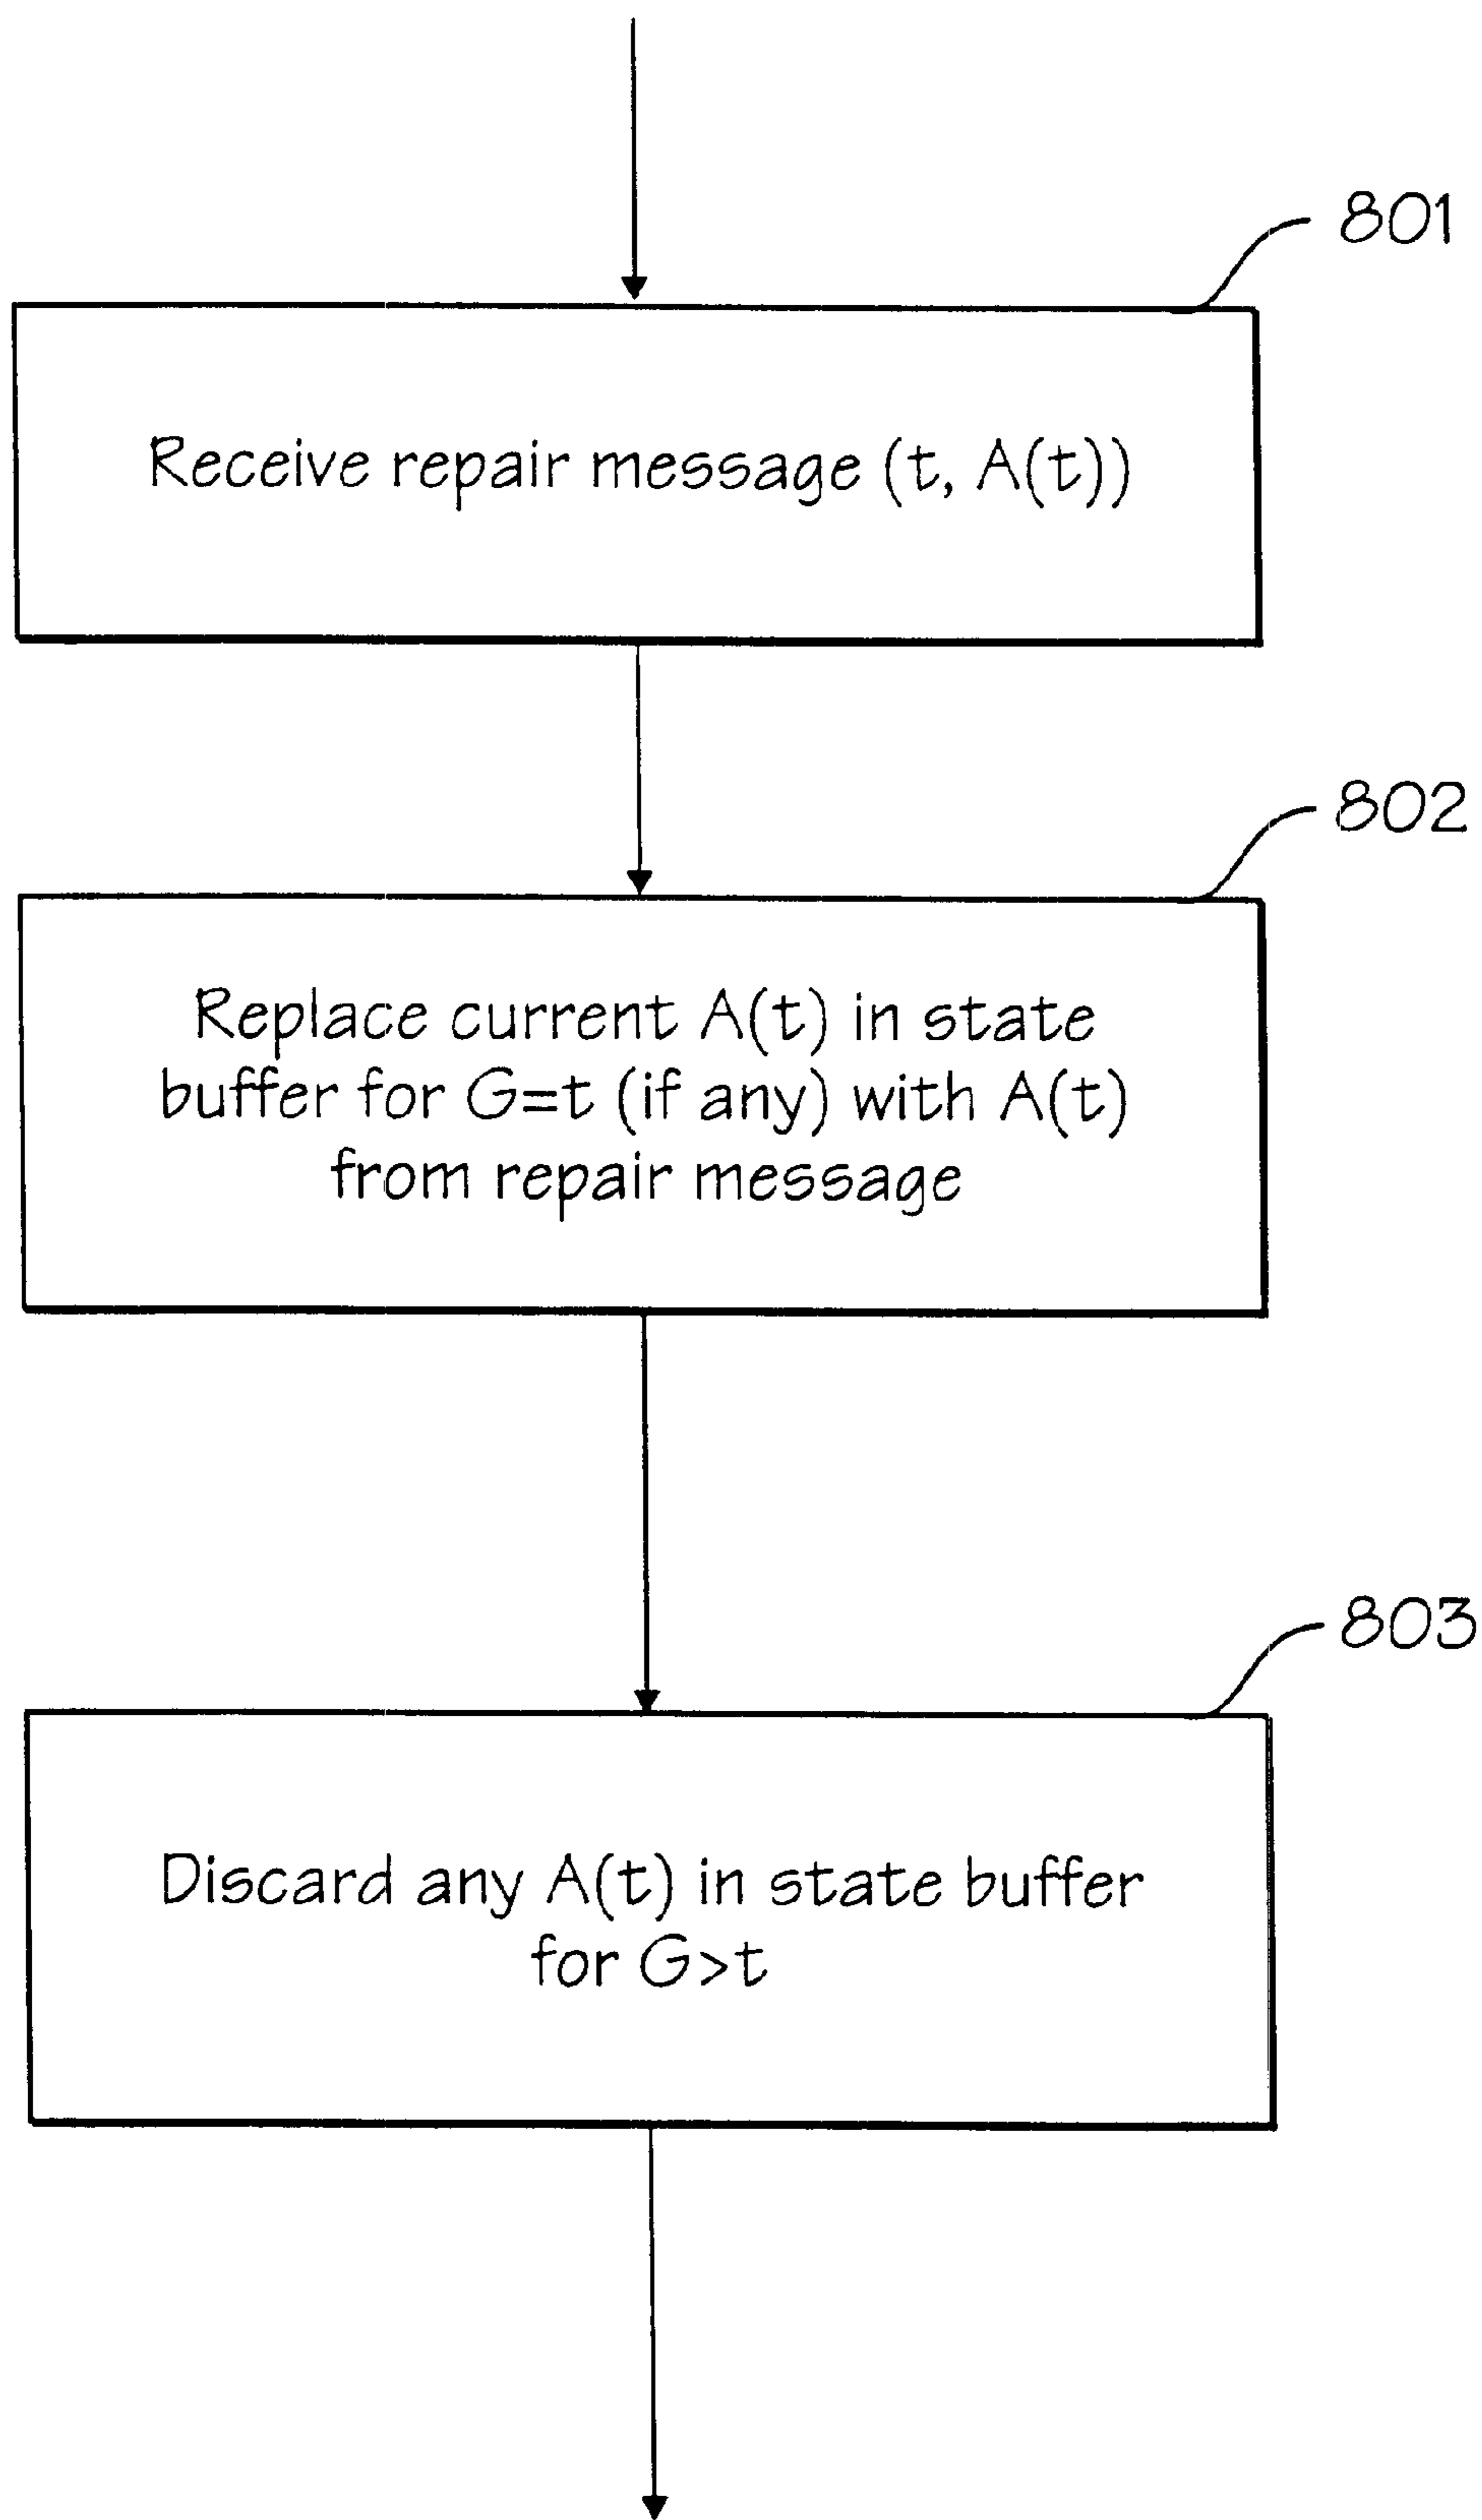 801
Receive repair message (t, A(t))
802
Replace current A(t) in state
buffer for G=t (if any) with A(t)
from repair message
803
Discard any A(t) in state buffer
for G>t